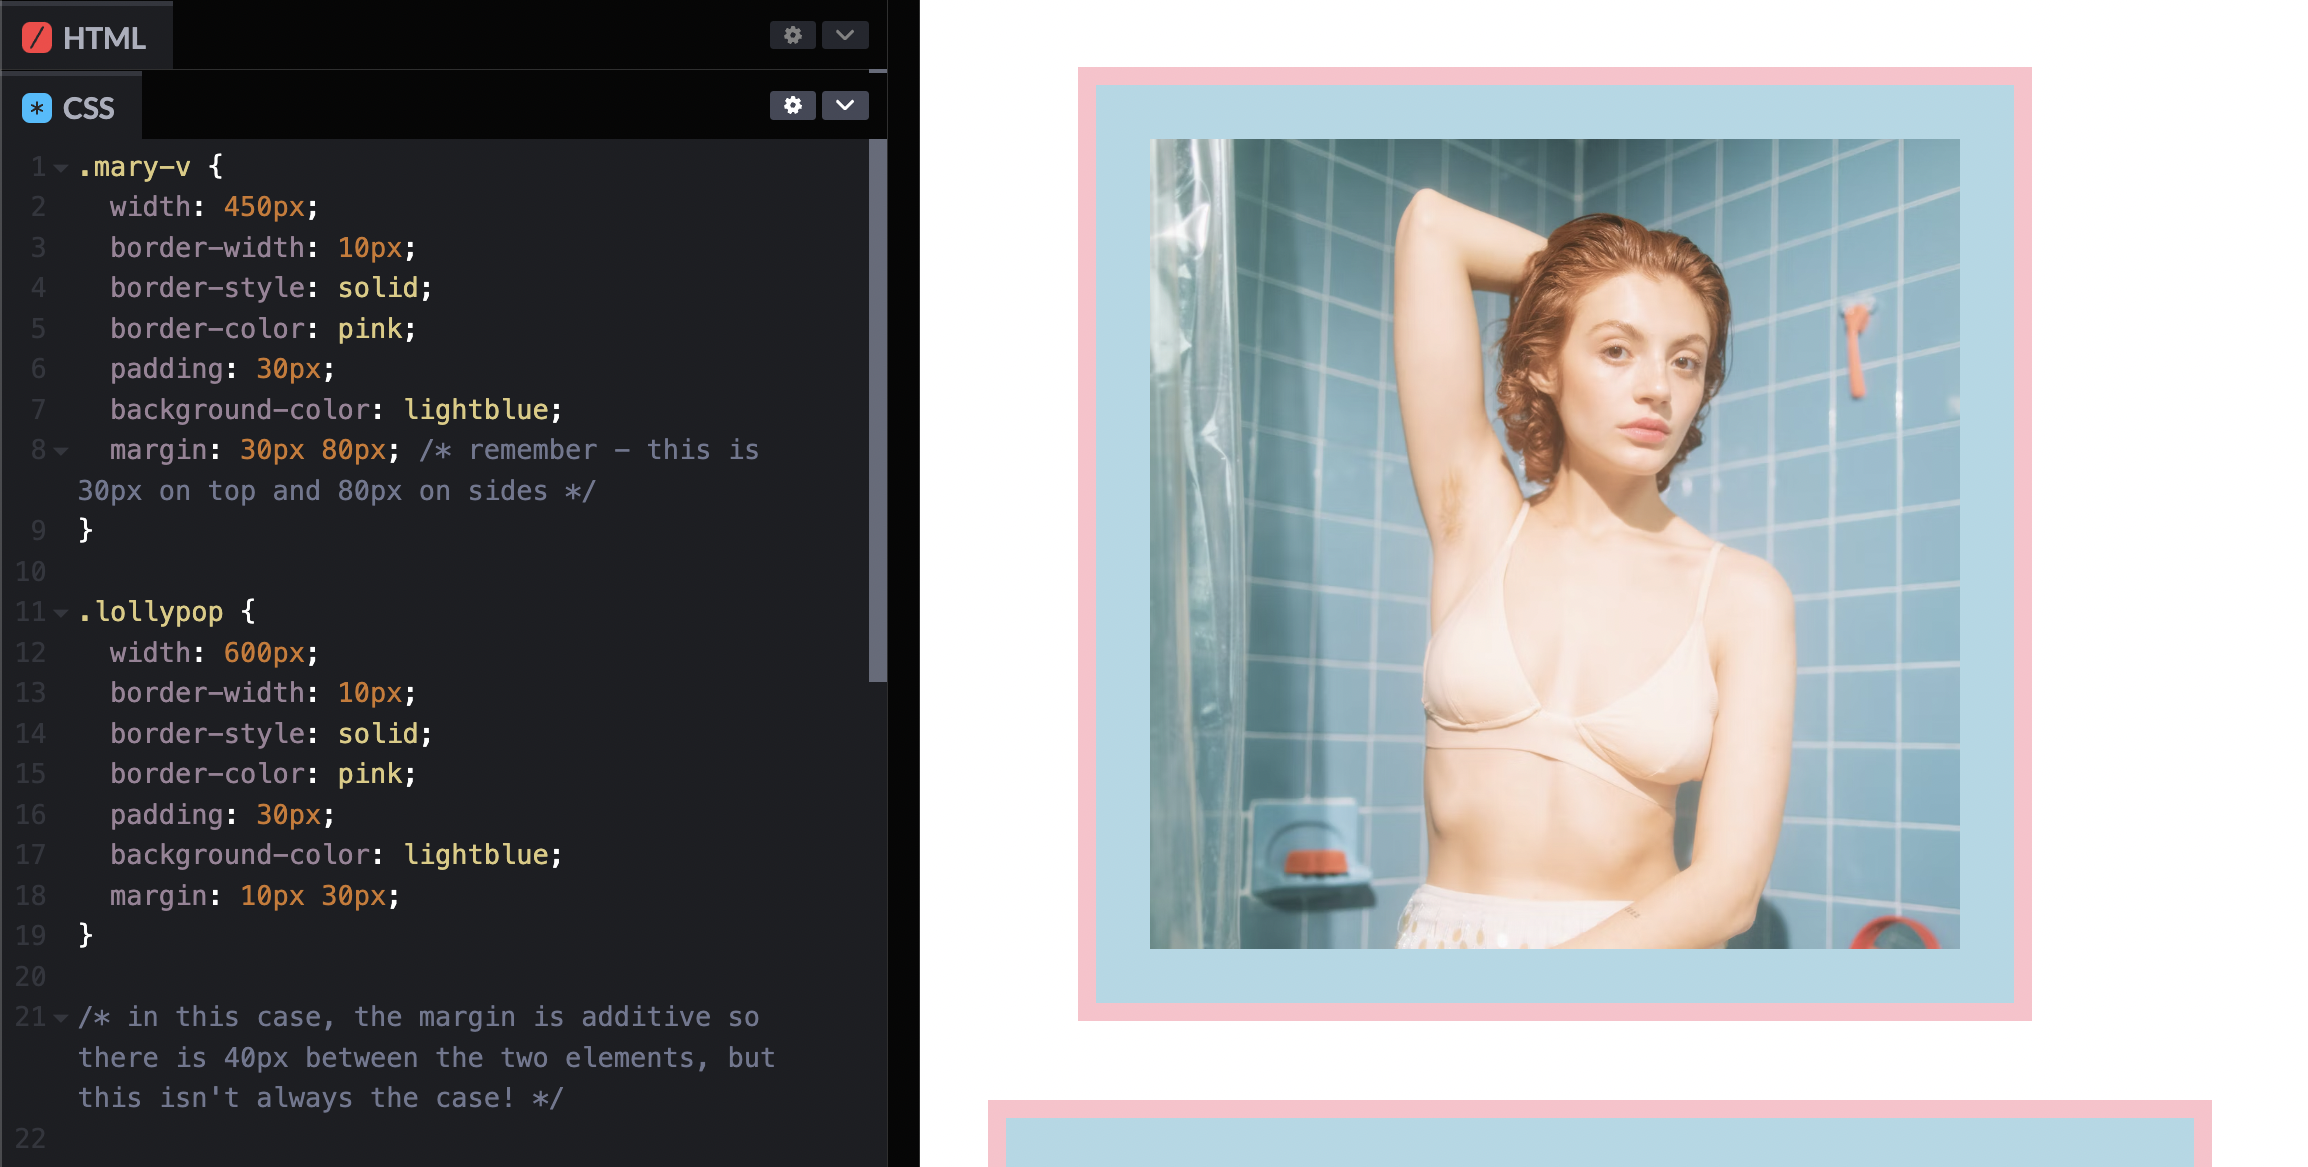 HTML
CSS
1 .mary-v {
2 width: 450px;
3 border-width: 10px;
4 border-style: solid;
5 border-color: pink;
6 padding: 30px;
7 background-color: lightblue;
8 margin: 30px 80px; /* remember - this is
30px on top and 80px on sides */
9 }
10
11 .lollypop {
12 width: 600px;
13 border-width: 10px;
14 border-style: solid;
15 border-color: pink;
16 padding: 30px;
17 background-color: lightblue;
18 margin: 10px 30px;
19 }
20
21 /* in this case, the margin is additive so
there is 40px between the two elements, but
this isn't always the case! */
22